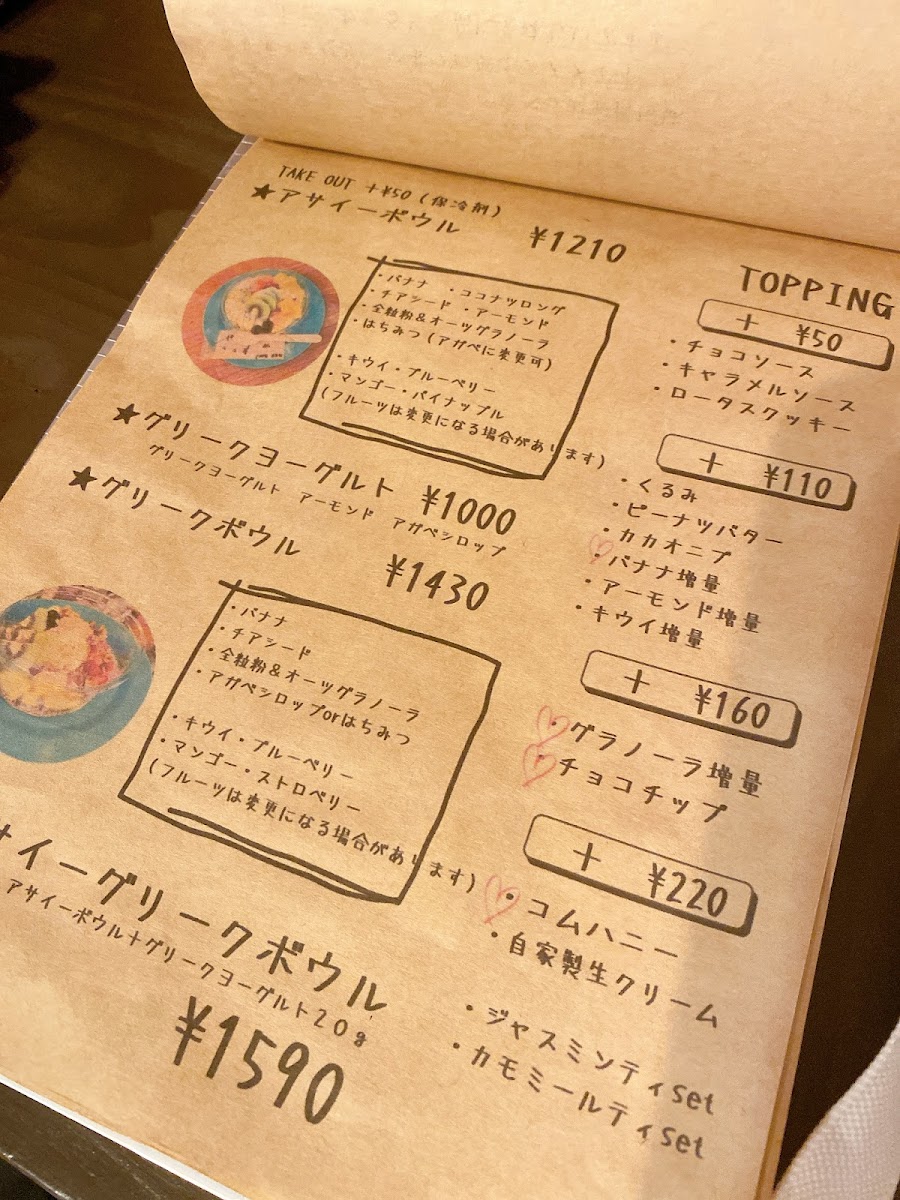 TAKE OUT +¥50 (保冷剤)
★アサイーボウル ¥1210
・バナナ ・ココナツロング
・チアシード ・アーモンド
・全粒粉&オーツグラノーラ
・はちみつ (アガベに変更可)
・キウイ・ブルーベリー
・マンゴー・パイナップル
(フルーツは変更になる場合があります)
★グリークヨーグルト ¥1000
グリークヨーグルト アーモンド アガベシロップ
★グリークボウル ¥1430
・バナナ
・チアシード
・全粒粉&オーツグラノーラ
・アガベシロップorはちみつ
・キウイ・ブルーベリー
・マンゴー・ストロベリー
(フルーツは変更になる場合があります)
サイーグリークボウル
アサイーボウル+グリークヨーグルト20g
¥1590
TOPPING
+ ¥50
・チョコソース
・キャラメルソース
・ロータスクッキー
+ ¥110
・くるみ
・ピーナツバター
・カカオニブ
・バナナ増量
・アーモンド増量
・キウイ増量
+ ¥160
・グラノーラ増量
・チョコチップ
+ ¥220
・コムハニー
・自家製生クリーム
・ジャスミンティset
・カモミールティset